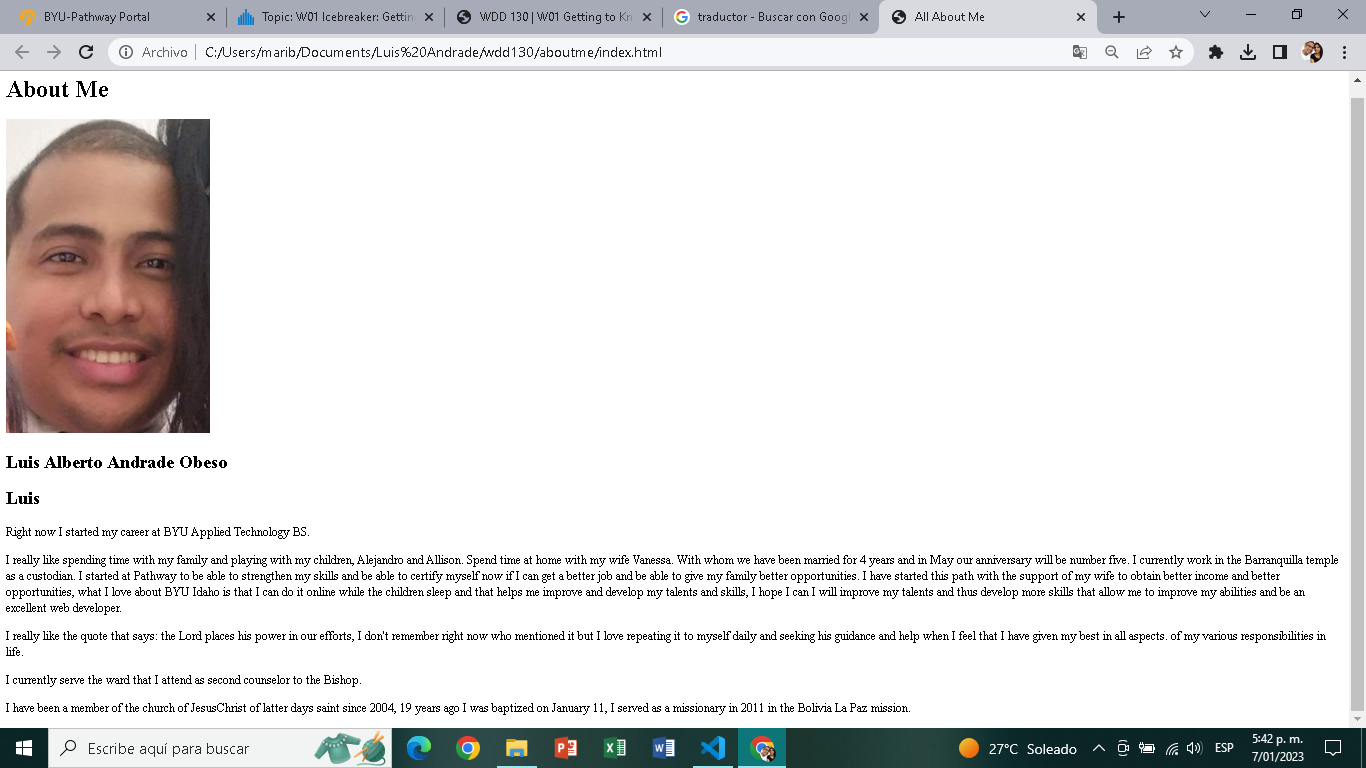 BYU-Pathway Portal
Topic: W01 Icebreaker: Gettin
WDD 130 | W01 Getting to Kn
traductor - Buscar con Googl
All About Me
Archivo
C:/Users/marib/Documents/Luis%20Andrade/wdd130/aboutme/index.html
About Me
Luis Alberto Andrade Obeso
Luis
Right now I started my career at BYU Applied Technology BS.
I really like spending time with my family and playing with my children, Alejandro and Allison. Spend time at home with my wife Vanessa. With whom we have been married for 4 years and in May our anniversary will be number five. I currently work in the Barranquilla temple
as a custodian. I started at Pathway to be able to strengthen my skills and be able to certify myself now if I can get a better job and be able to give my family better opportunities. I have started this path with the support of my wife to obtain better income and better
opportunities, what I love about BYU Idaho is that I can do it online while the children sleep and that helps me improve and develop my talents and skills, I hope I can I will improve my talents and thus develop more skills that allow me to improve my abilities and be an
excellent web developer.
I really like the quote that says: the Lord places his power in our efforts, I don't remember right now who mentioned it but I love repeating it to myself daily and seeking his guidance and help when I feel that I have given my best in all aspects. of my various responsibilities in
life.
I currently serve the ward that I attend as second counselor to the Bishop.
I have been a member of the church of JesusChrist of latter days saint since 2004, 19 years ago I was baptized on January 11, I served as a missionary in 2011 in the Bolivia La Paz mission.
Escribe aquí para buscar
27°C Soleado
ESP
5:42 p. m.
7/01/2023